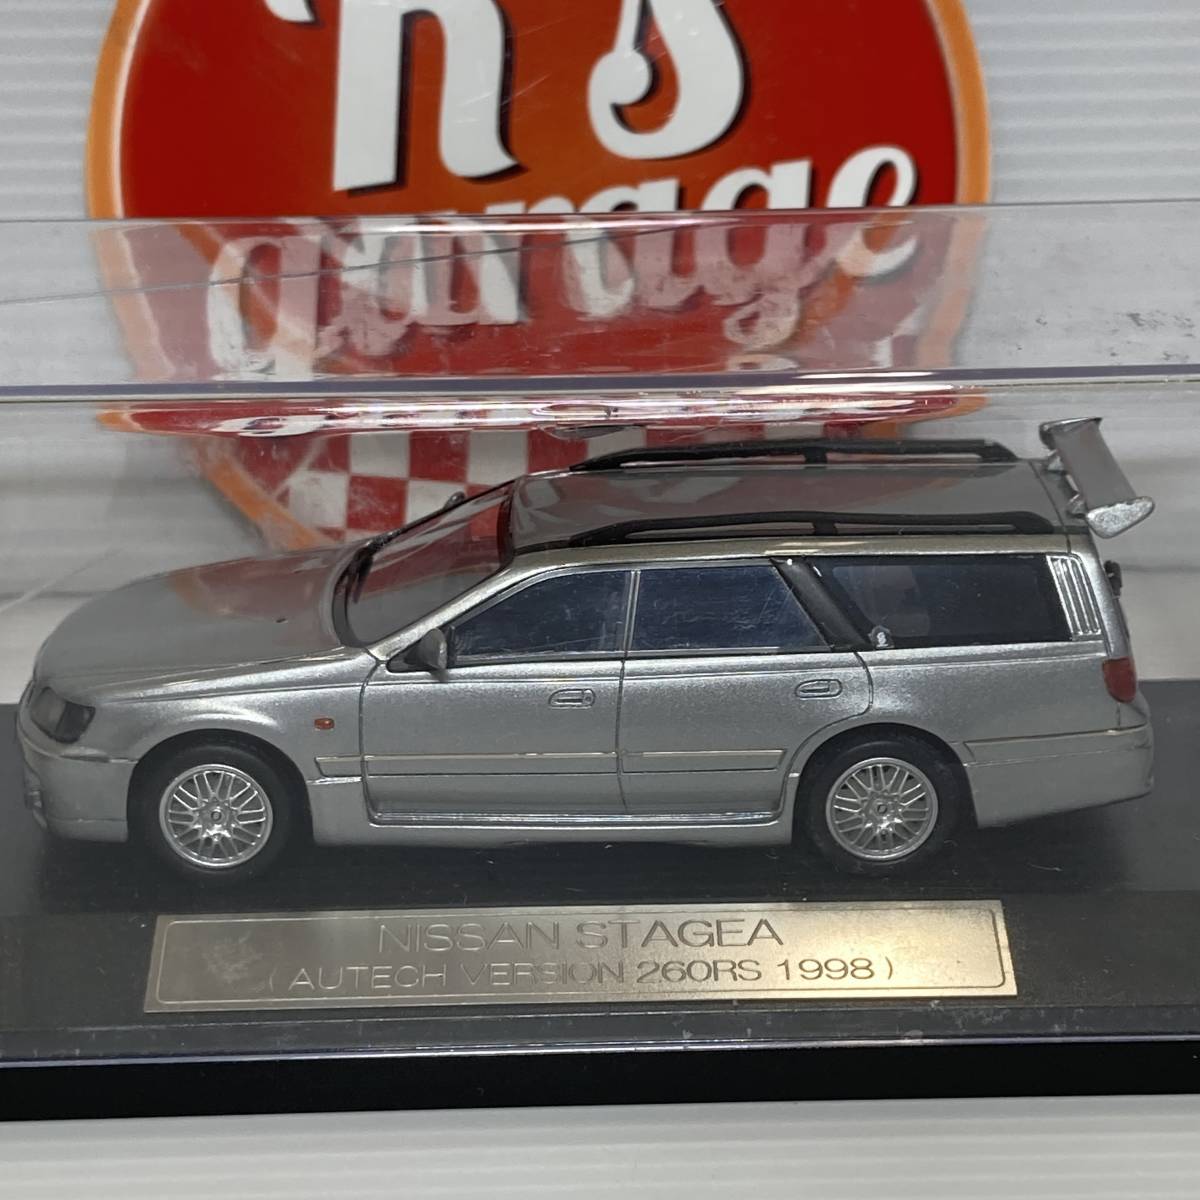 's
garage
NISSAN STAGEA
(AUTECH VERSION 260RS 1998)